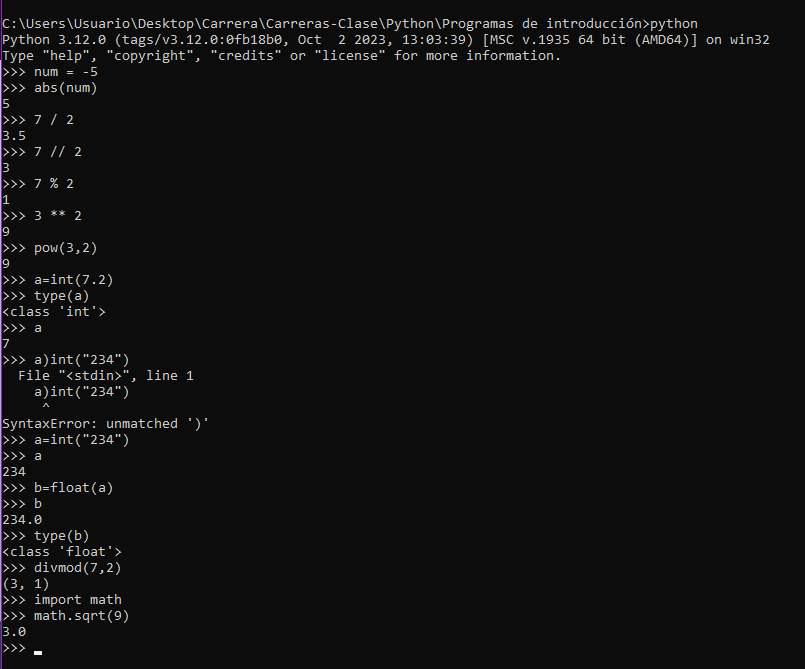 C:\Users\Usuario\Desktop\Carrera\Carreras-Clase\Python\Programas de introducción>python
Python 3.12.0 (tags/v3.12.0:0fb18b0, Oct  2 2023, 13:03:39) [MSC v.1935 64 bit (AMD64)] on win32
Type "help", "copyright", "credits" or "license" for more information.
>>> num = -5
>>> abs(num)
5
>>> 7 / 2
3.5
>>> 7 // 2
3
>>> 7 % 2
1
>>> 3 ** 2
9
>>> pow(3,2)
9
>>> a=int(7.2)
>>> type(a)
<class 'int'>
>>> a
7
>>> a)int("234")
  File "<stdin>", line 1
    a)int("234")
     ^
SyntaxError: unmatched ')'
>>> a=int("234")
>>> a
234
>>> b=float(a)
>>> b
234.0
>>> type(b)
<class 'float'>
>>> divmod(7,2)
(3, 1)
>>> import math
>>> math.sqrt(9)
3.0
>>>